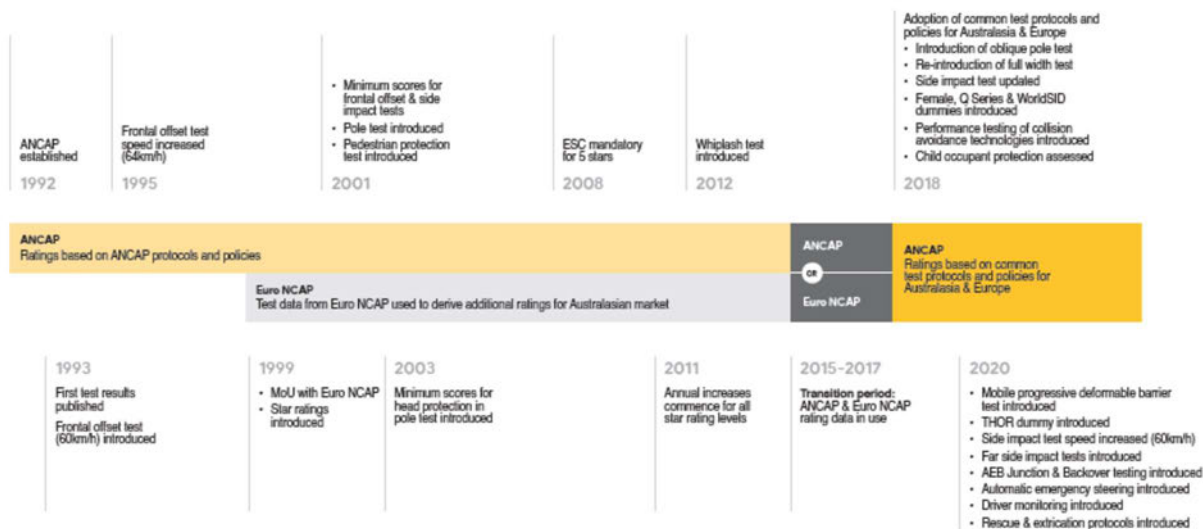 ANCAP
established
1992
Frontal offset test
speed increased
(64km/h)
1995
• Minimum scores for
frontal offset & side
impact tests
• Pole test introduced
• Pedestrian protection
test introduced
2001
ESC mandatory
for 5 stars
2008
Whiplash test
introduced
2012
Adoption of common test protocols and
policies for Australasia & Europe
• Introduction of oblique pole test
• Re-introduction of full width test
• Side impact test updated
• Female, Q Series & WorldSID
dummies introduced
• Performance testing of collision
avoidance technologies introduced
• Child occupant protection assessed
2018
ANCAP
Ratings based on ANCAP protocols and policies
Euro NCAP
Test data from Euro NCAP used to derive additional ratings for Australasian market
ANCAP
OR
Euro NCAP
ANCAP
Ratings based on common
test protocols and policies for
Australasia & Europe
1993
First test results
published
Frontal offset test
(60km/h) introduced
1999
• MoU with Euro NCAP
• Star ratings
introduced
2003
Minimum scores for
head protection in
pole test introduced
2011
Annual increases
commence for all
star rating levels
2015-2017
Transition period:
ANCAP & Euro NCAP
rating data in use
2020
• Mobile progressive deformable barrier
test introduced
• THOR dummy introduced
• Side impact test speed increased (60km/h)
• Far side impact tests introduced
• AEB Junction & Backover testing introduced
• Automatic emergency steering introduced
• Driver monitoring introduced
• Rescue & extrication protocols introduced